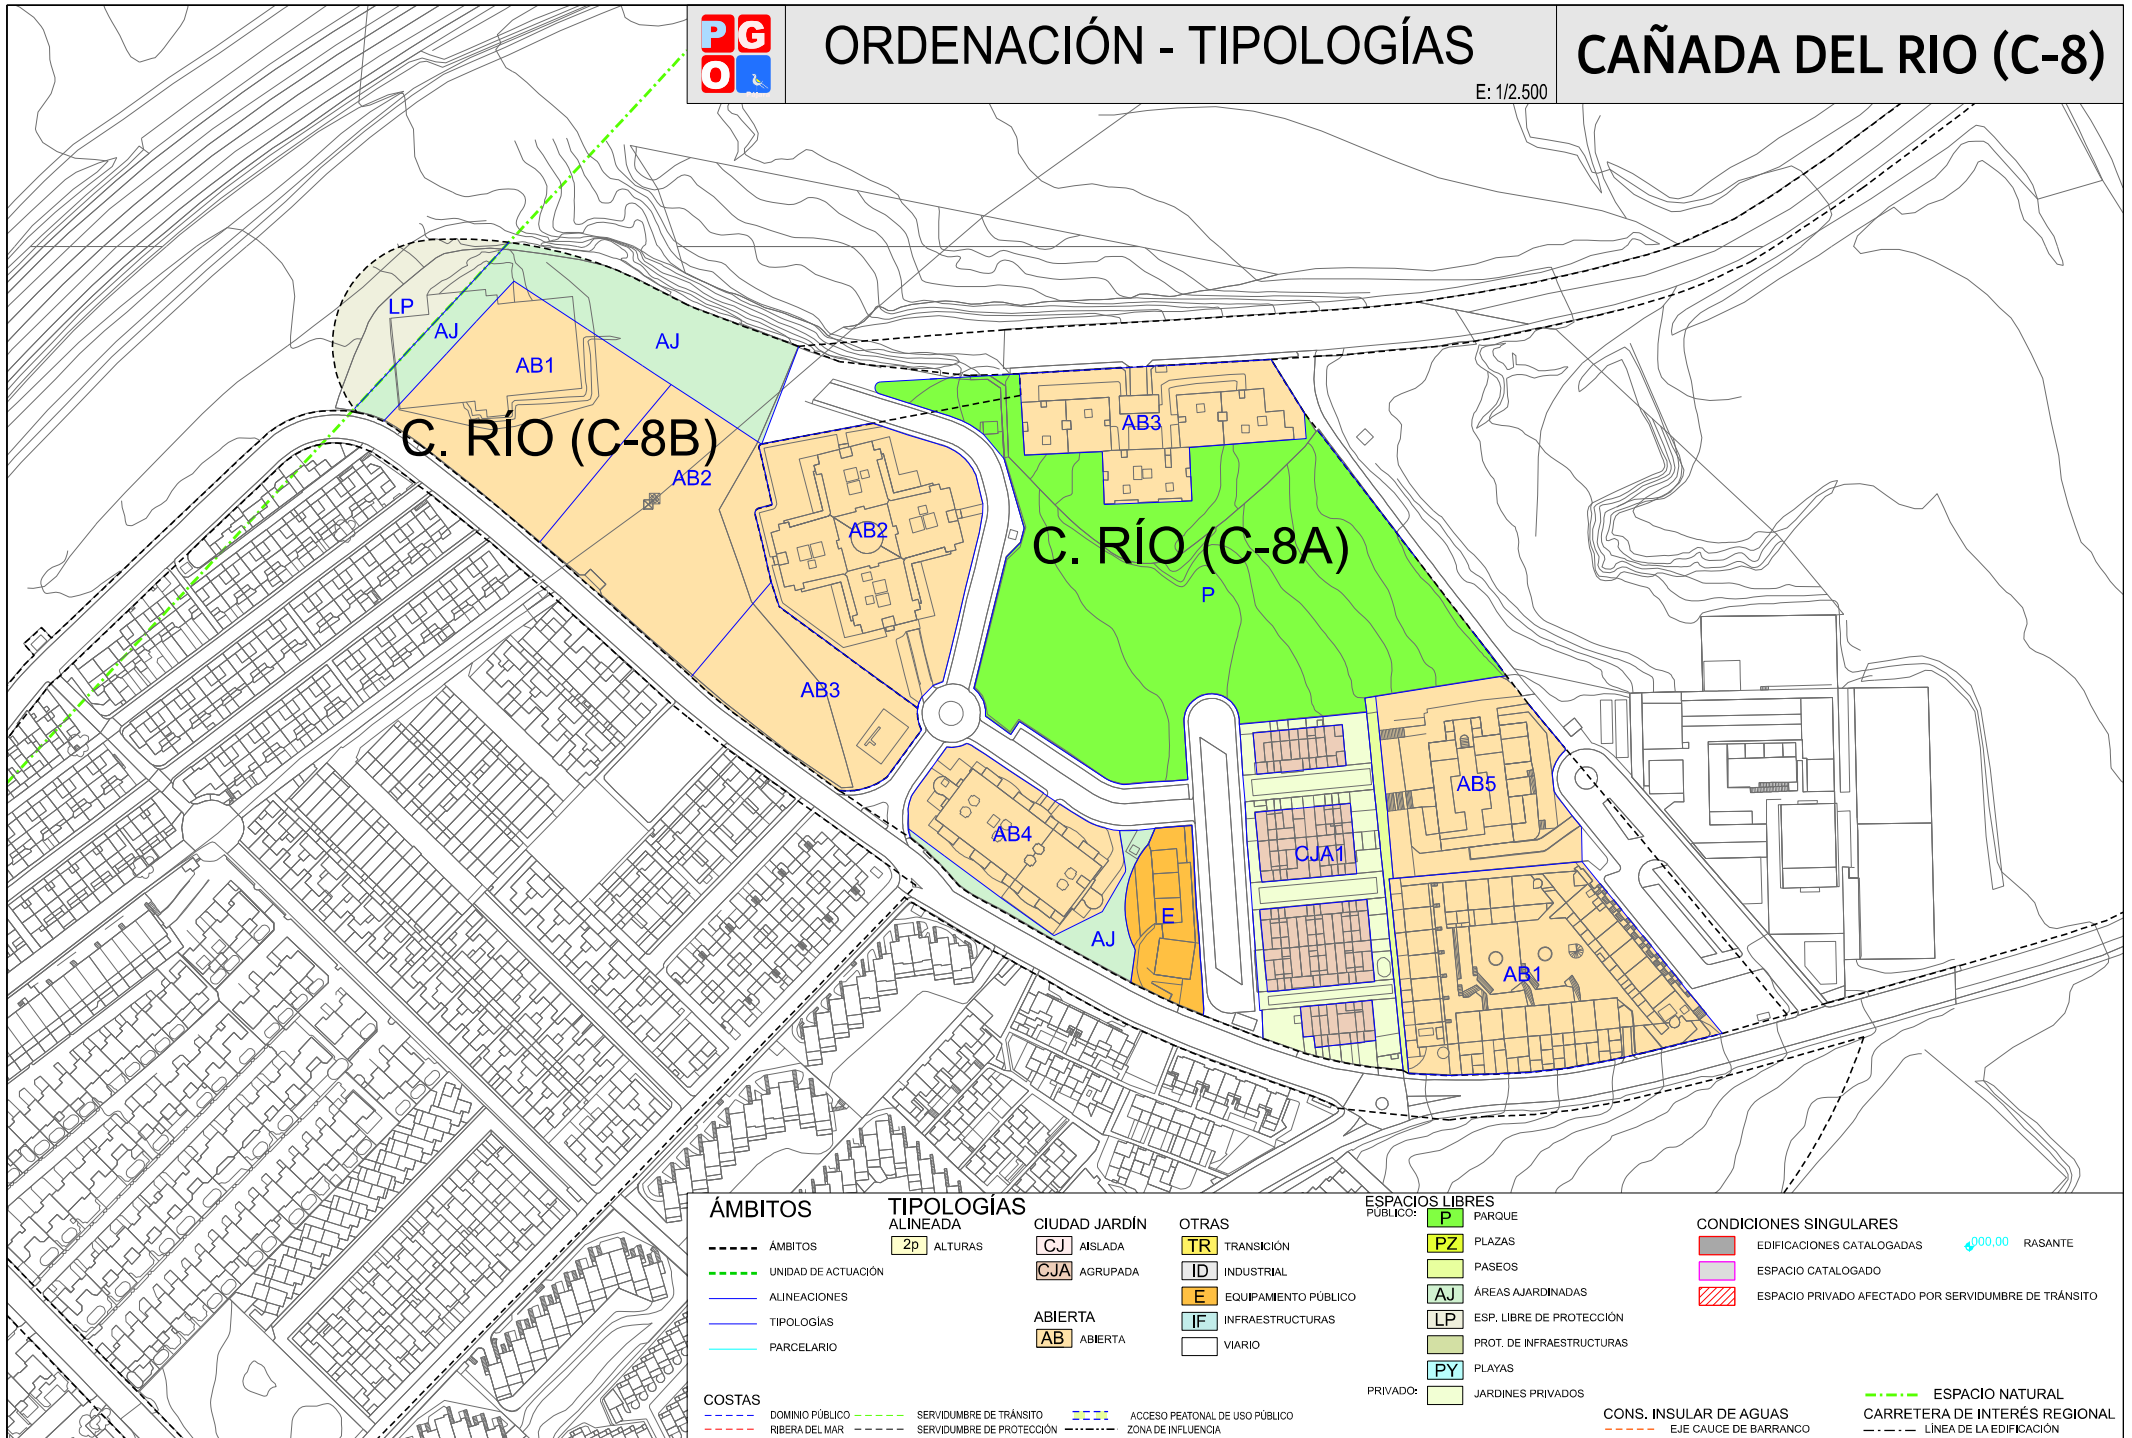 PG
O
ORDENACIÓN - TIPOLOGÍAS
E: 1/2.500
CAÑADA DEL RIO (C-8)
LP
AJ
AJ
AB1
C. RÍO (C-8B)
AB2
AB3
AB2
AB3
C. RÍO (C-8A)
P
AB4
AJ
E
CJA1
AB5
AB1
ÁMBITOS
ÁMBITOS
UNIDAD DE ACTUACIÓN
ALINEACIONES
TIPOLOGÍAS
PARCELARIO
TIPOLOGÍAS
ALINEADA
2p ALTURAS
CIUDAD JARDÍN
CJ AISLADA
CJA AGRUPADA
ABIERTA
AB ABIERTA
OTRAS
TR TRANSICIÓN
ID INDUSTRIAL
E EQUIPAMIENTO PÚBLICO
IF INFRAESTRUCTURAS
VIARIO
ESPACIOS LIBRES
PÚBLICO:
P PARQUE
PZ PLAZAS
PASEOS
AJ ÁREAS AJARDINADAS
LP ESP. LIBRE DE PROTECCIÓN
PROT. DE INFRAESTRUCTURAS
PY PLAYAS
PRIVADO: JARDINES PRIVADOS
CONDICIONES SINGULARES
EDIFICACIONES CATALOGADAS
ESPACIO CATALOGADO
ESPACIO PRIVADO AFECTADO POR SERVIDUMBRE DE TRÁNSITO
000,00 RASANTE
COSTAS
DOMINIO PÚBLICO
RIBERA DEL MAR
SERVIDUMBRE DE TRÁNSITO
SERVIDUMBRE DE PROTECCIÓN
ACCESO PEATONAL DE USO PÚBLICO
ZONA DE INFLUENCIA
CONS. INSULAR DE AGUAS
EJE CAUCE DE BARRANCO
ESPACIO NATURAL
CARRETERA DE INTERÉS REGIONAL
LÍNEA DE LA EDIFICACIÓN